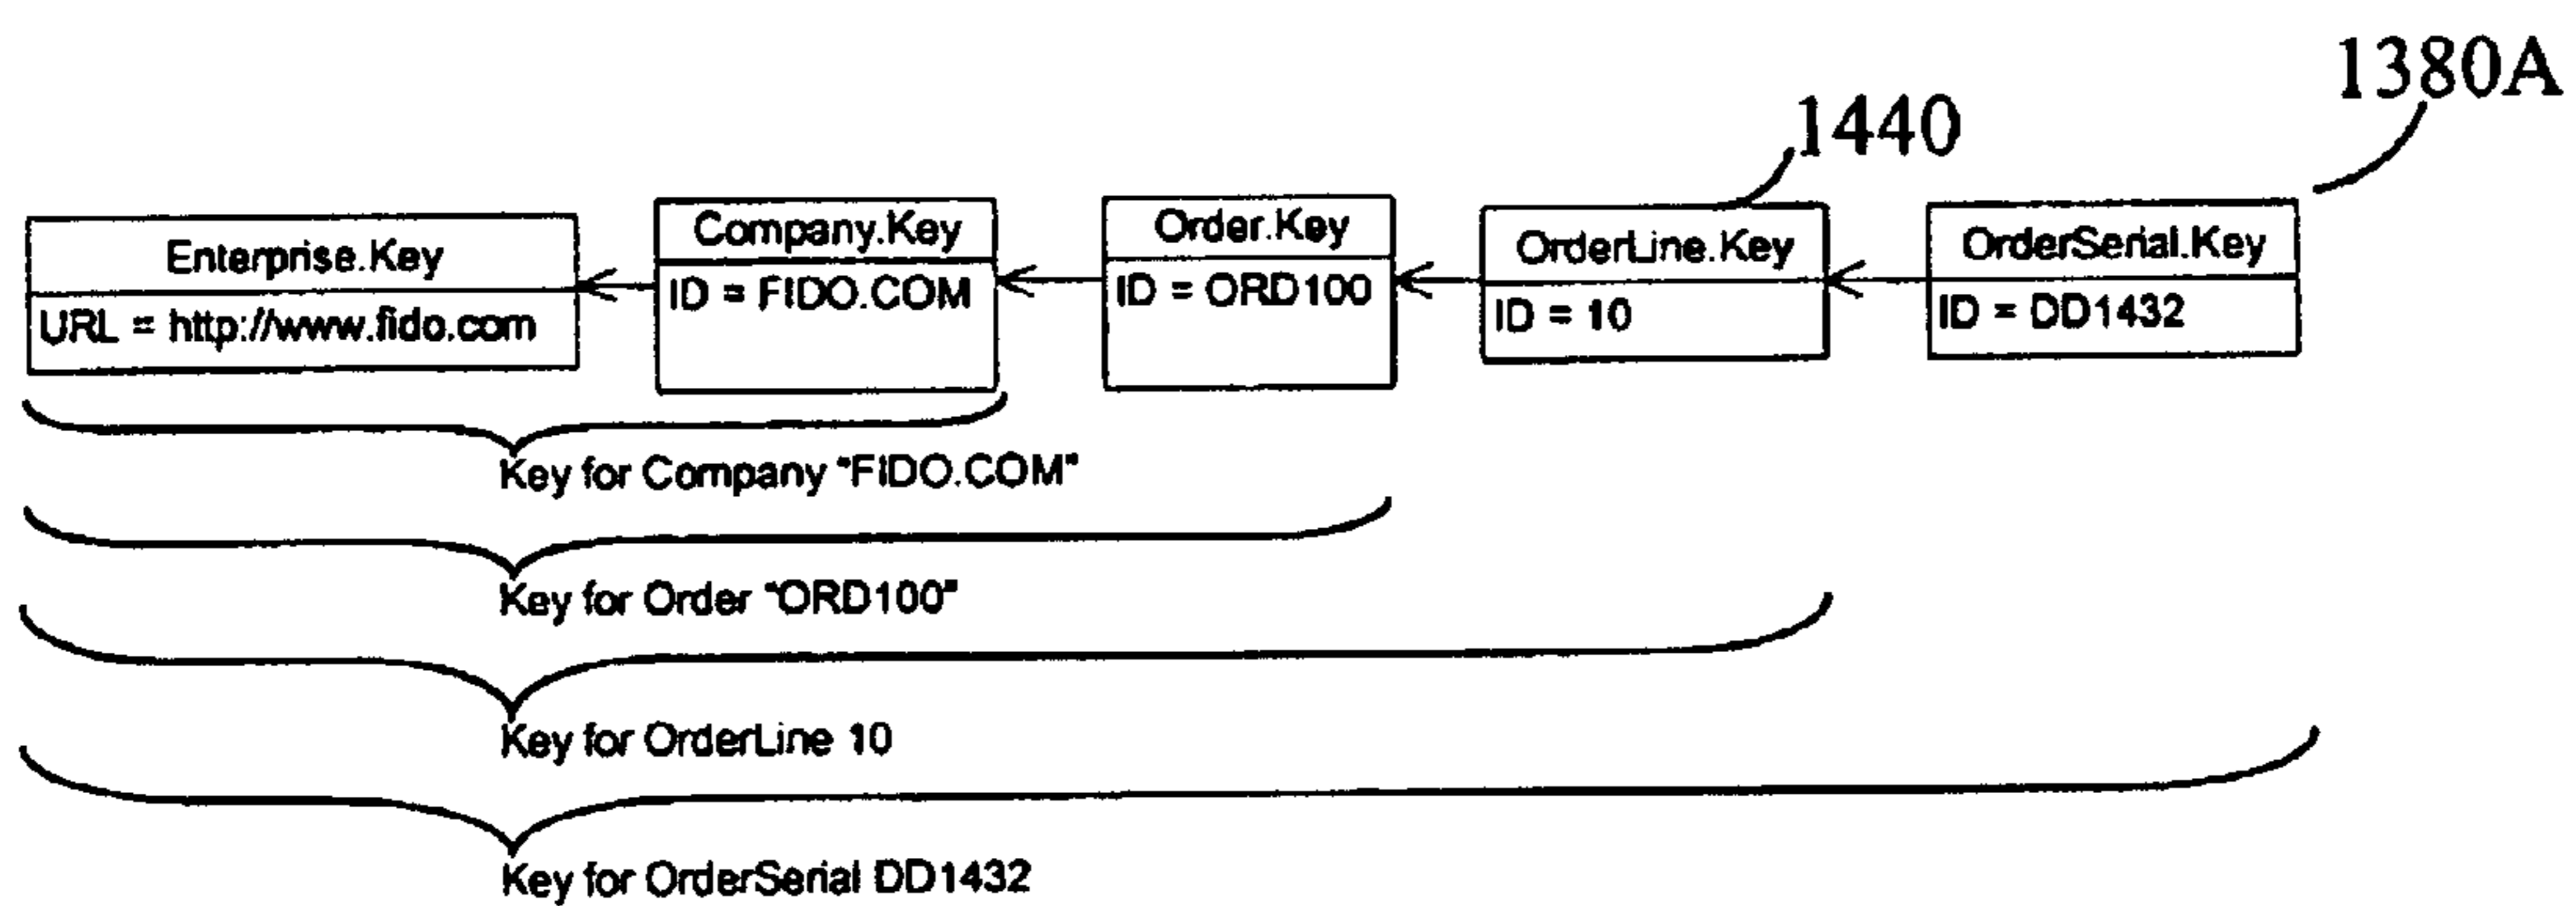 1380A
1440
Enterprise.Key
URL = http://www.fido.com
Company.Key
ID = FIDO.COM
Order.Key
ID = ORD100
OrderLine.Key
ID = 10
OrderSerial.Key
ID = DD1432
Key for Company "FIDO.COM"
Key for Order "ORD100"
Key for OrderLine 10
Key for OrderSerial DD1432